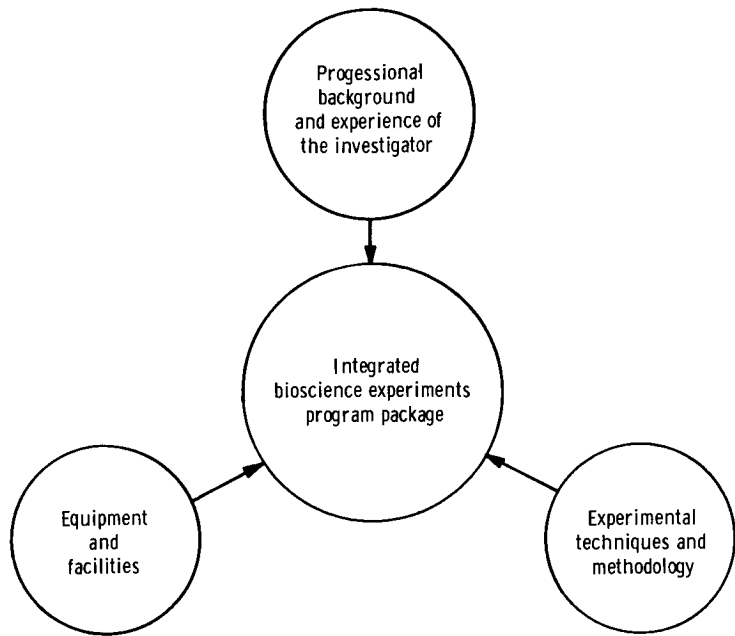 Progessional
background
and experience of
the investigator
Integrated
bioscience experiments
program package
Equipment
and
facilities
Experimental
techniques and
methodology